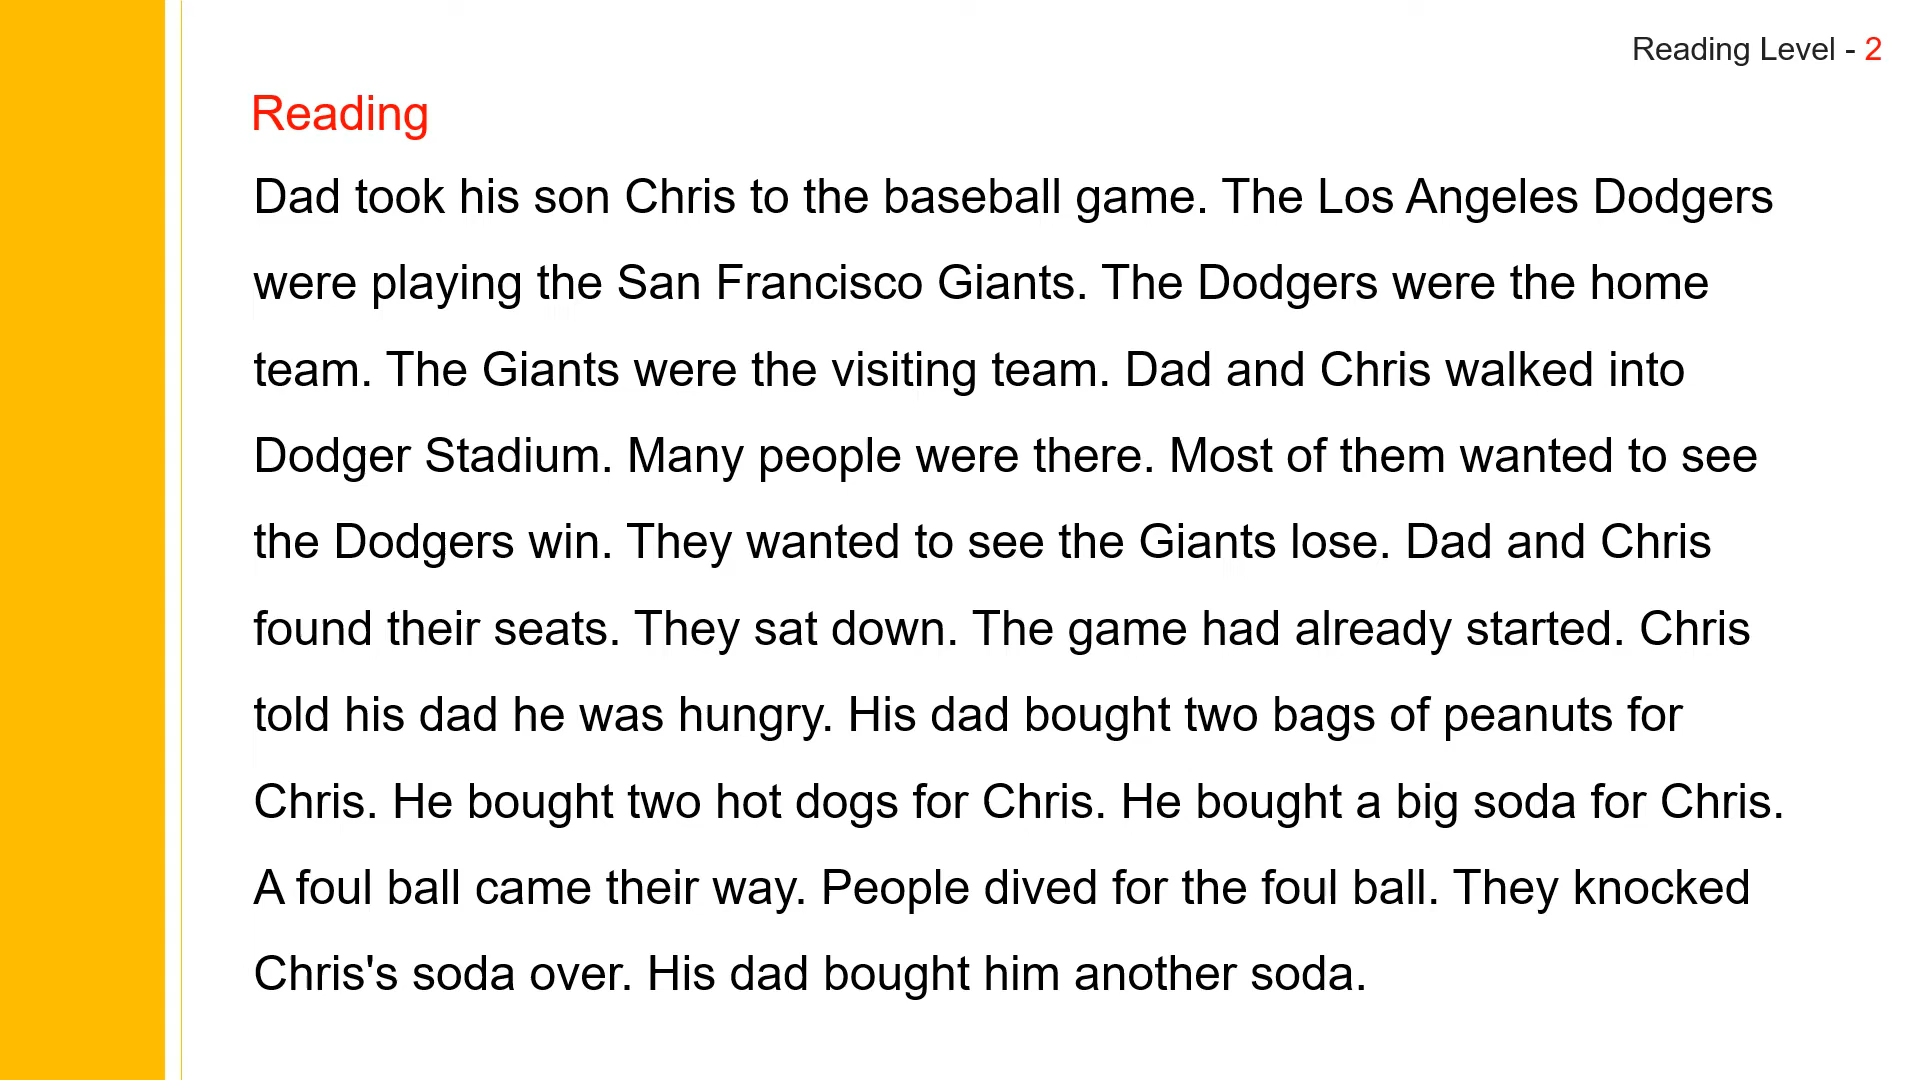 Reading Level - 2
Reading
Dad took his son Chris to the baseball game. The Los Angeles Dodgers
were playing the San Francisco Giants. The Dodgers were the home
team. The Giants were the visiting team. Dad and Chris walked into
Dodger Stadium. Many people were there. Most of them wanted to see
the Dodgers win. They wanted to see the Giants lose. Dad and Chris
found their seats. They sat down. The game had already started. Chris
told his dad he was hungry. His dad bought two bags of peanuts for
Chris. He bought two hot dogs for Chris. He bought a big soda for Chris.
A foul ball came their way. People dived for the foul ball. They knocked
Chris's soda over. His dad bought him another soda.